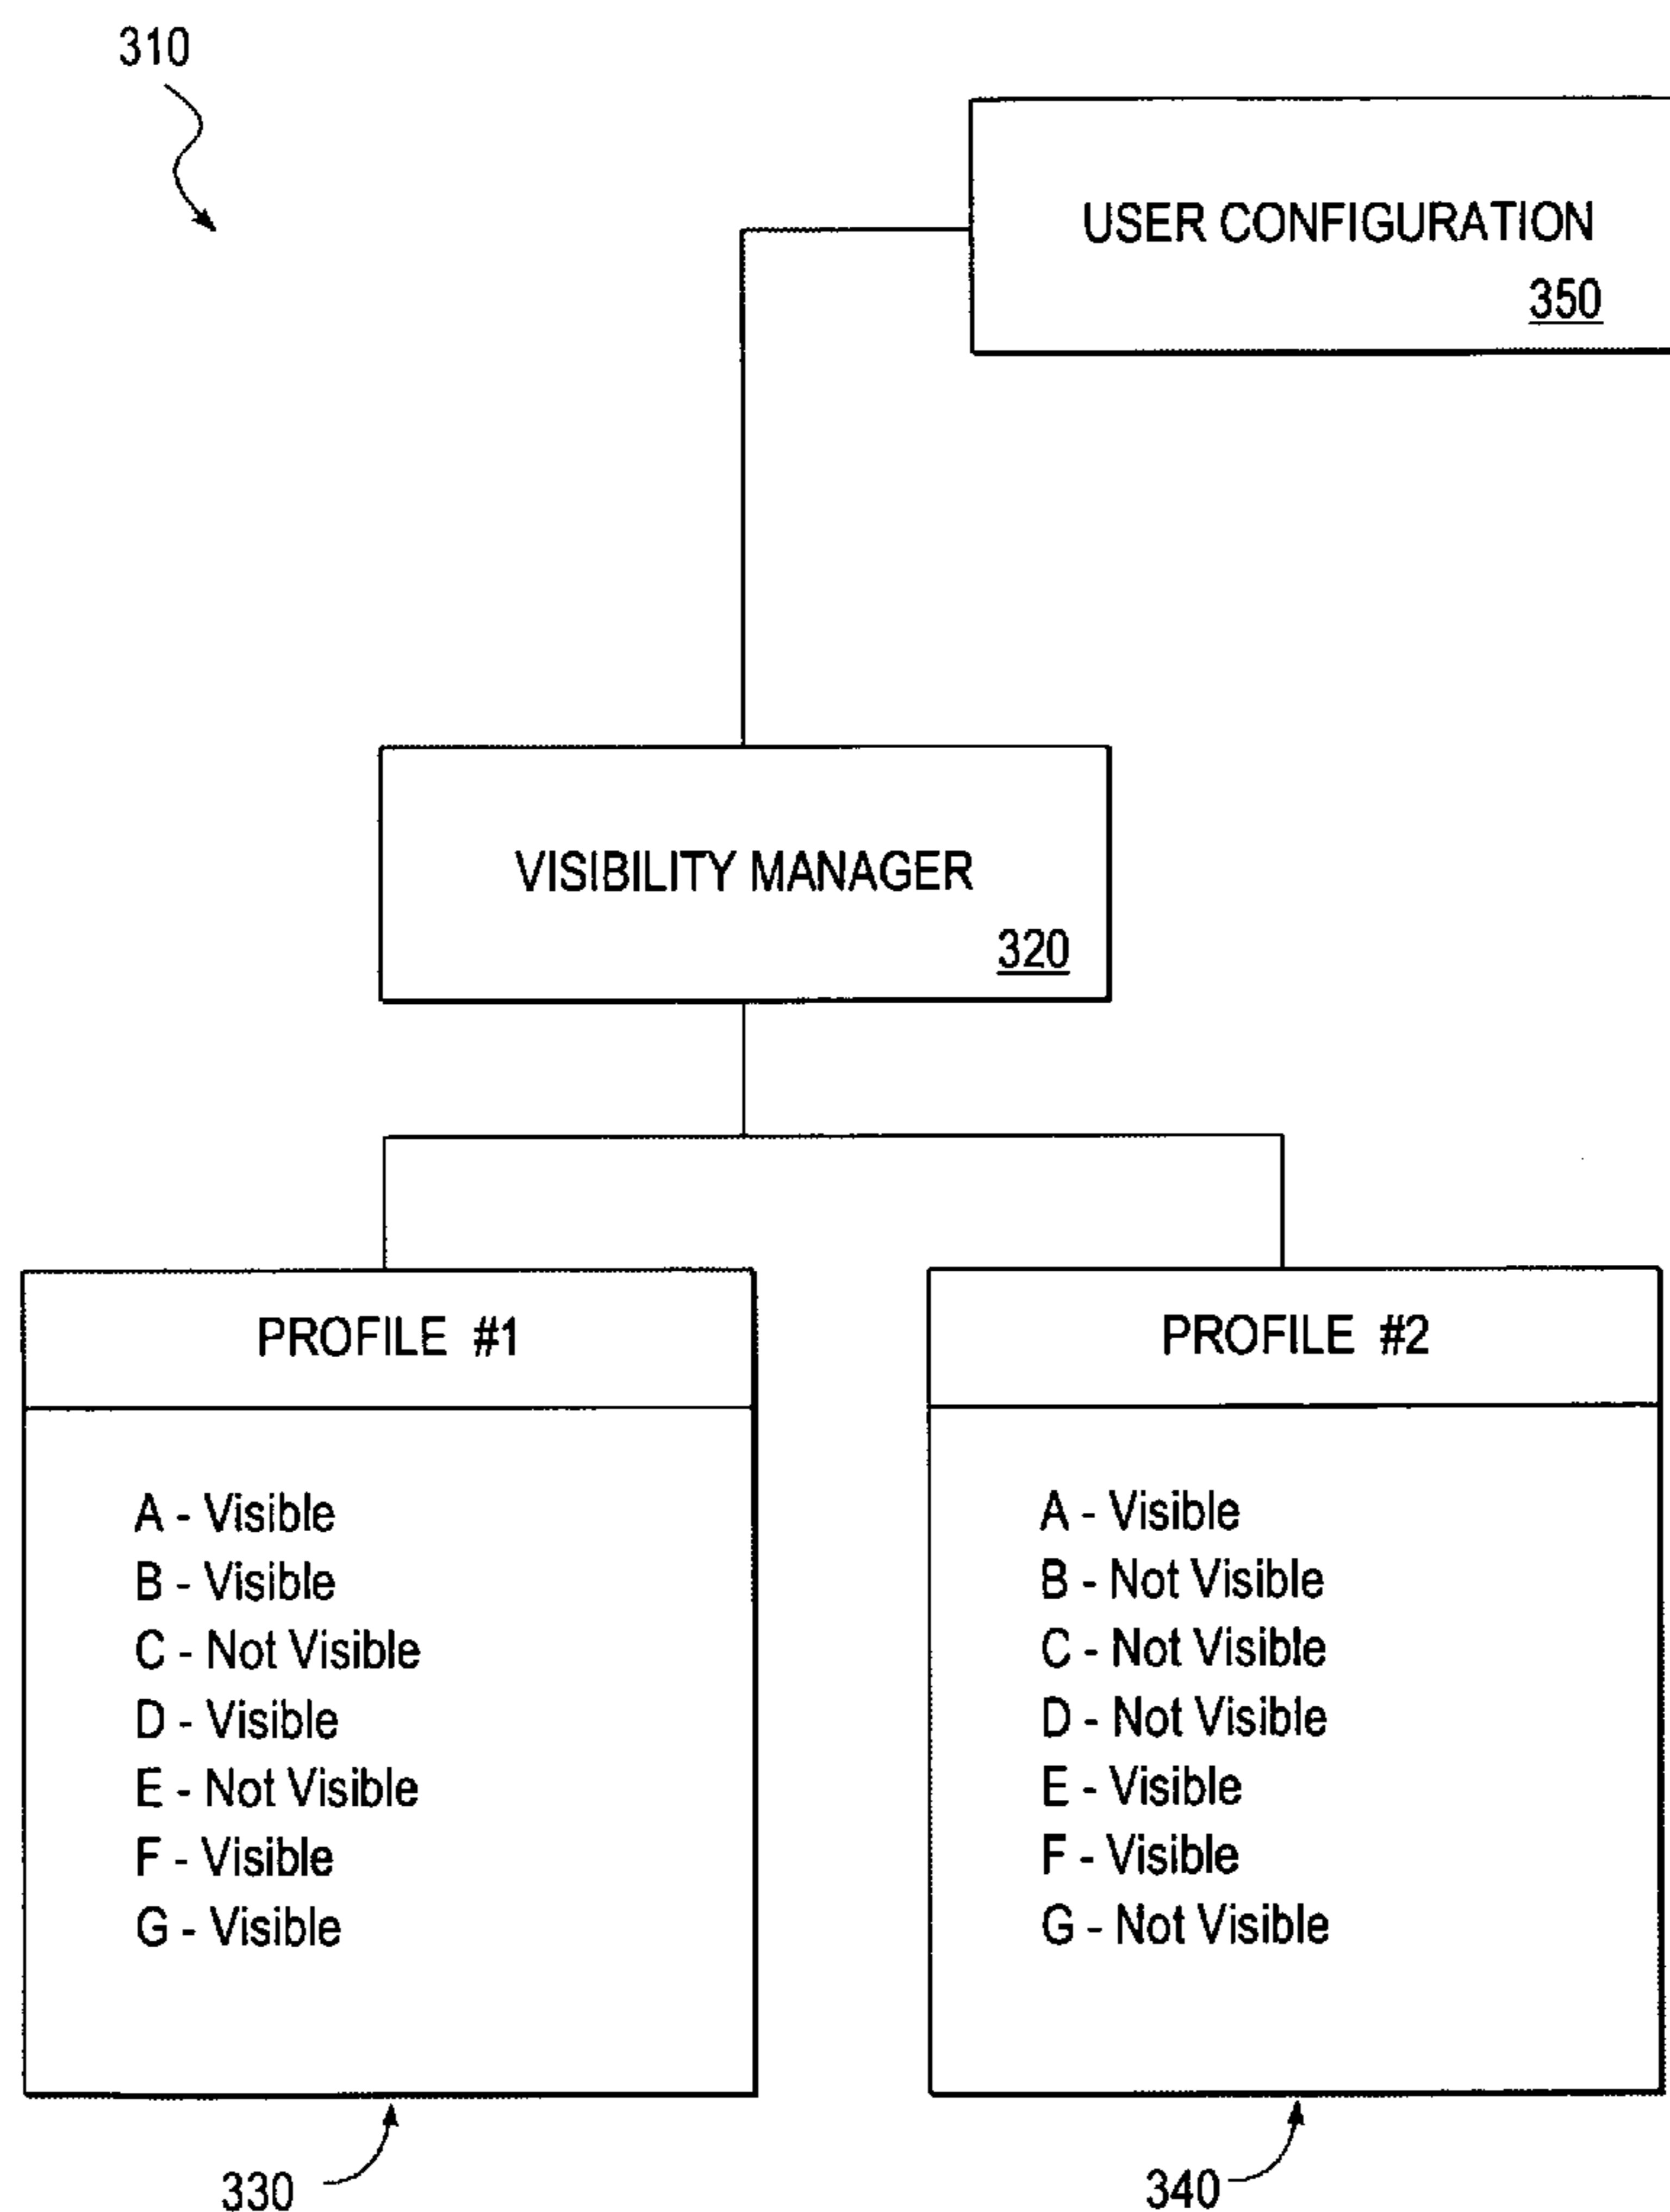 310
USER CONFIGURATION
350
VISIBILITY MANAGER
320
PROFILE #1
A - Visible
B - Visible
C - Not Visible
D - Visible
E - Not Visible
F - Visible
G - Visible
330
PROFILE #2
A - Visible
B - Not Visible
C - Not Visible
D - Not Visible
E - Visible
F - Visible
G - Not Visible
340